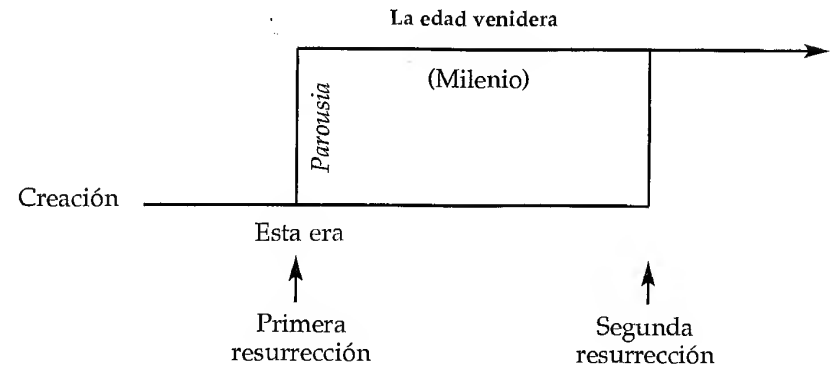 La edad venidera
(Milenio)
Parousia
Creación
Esta era
Primera
resurrección
Segunda
resurrección